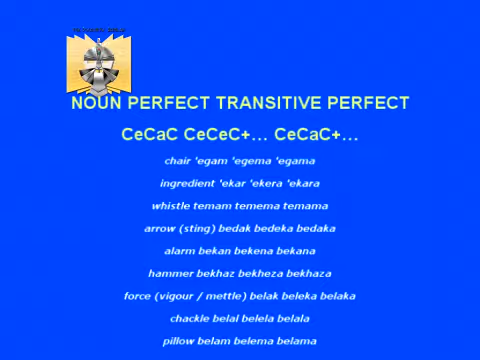 NOUN PERFECT TRANSITIVE PERFECT
CeCaC CeCeC+... CeCaC+...
chair 'egam 'egema 'egama
ingredient 'ekar 'ekera 'ekara
whistle temam temema temama
arrow (sting) bedak bedeka bedaka
alarm bekan bekena bekana
hammer bekhaz bekheza bekhaza
force (vigour / mettle) belak beleka belaka
chackle belal belela belala
pillow belam belema belama